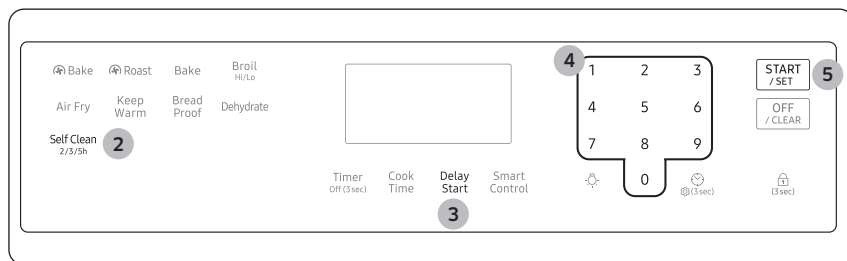 Bake Roast Bake Broil
Hi/Lo
Air Fry Keep Warm Bread Proof Dehydrate
Self Clean
2/3/5h
2
Timer
Off (3 sec)
Cook
Time
Delay
Start
3
Smart
Control
4
1 2 3
4 5 6
7 8 9
0
(3 sec)
START
/ SET
5
OFF
/ CLEAR
(3 sec)